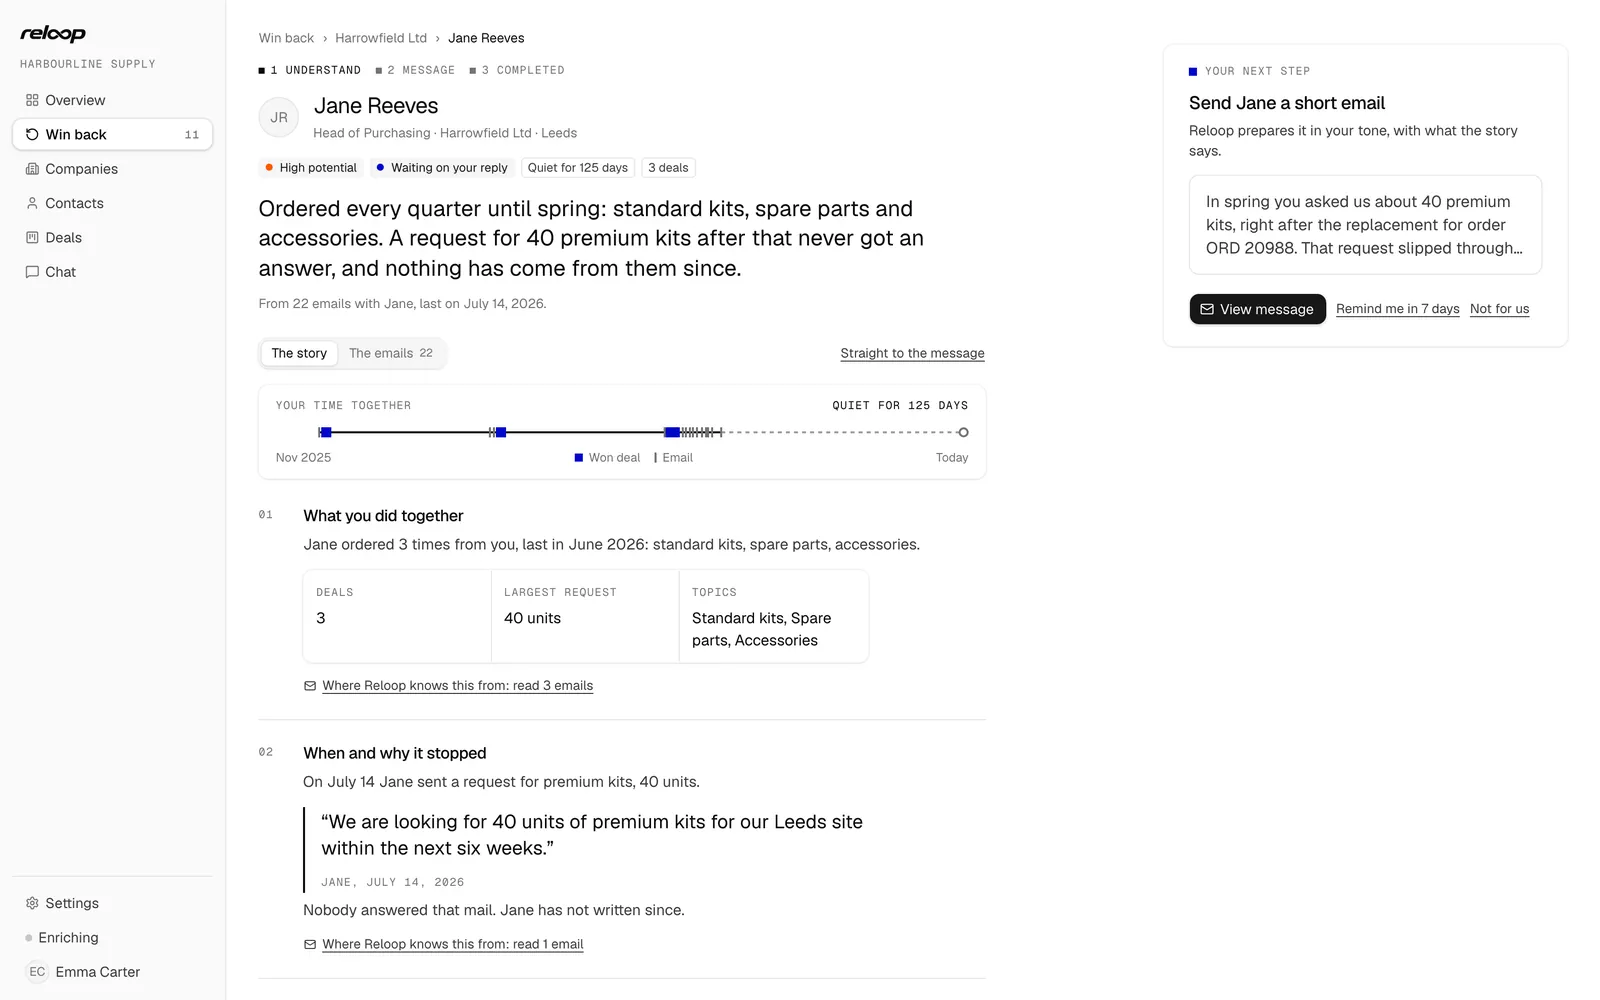 reloop
HARBOURLINE SUPPLY
Overview
Win back 11
Companies
Contacts
Deals
Chat
Settings
Enriching
EC Emma Carter
Win back › Harrowfield Ltd › Jane Reeves
1 UNDERSTAND 2 MESSAGE 3 COMPLETED
JR
Jane Reeves
Head of Purchasing · Harrowfield Ltd · Leeds
High potential Waiting on your reply Quiet for 125 days 3 deals
Ordered every quarter until spring: standard kits, spare parts and
accessories. A request for 40 premium kits after that never got an
answer, and nothing has come from them since.
From 22 emails with Jane, last on July 14, 2026.
The story The emails 22 Straight to the message
YOUR TIME TOGETHER QUIET FOR 125 DAYS
Nov 2025 Won deal Email Today
01 What you did together
Jane ordered 3 times from you, last in June 2026: standard kits, spare parts, accessories.
DEALS
3
LARGEST REQUEST
40 units
TOPICS
Standard kits, Spare
parts, Accessories
Where Reloop knows this from: read 3 emails
02 When and why it stopped
On July 14 Jane sent a request for premium kits, 40 units.
“We are looking for 40 units of premium kits for our Leeds site
within the next six weeks.”
JANE, JULY 14, 2026
Nobody answered that mail. Jane has not written since.
Where Reloop knows this from: read 1 email
YOUR NEXT STEP
Send Jane a short email
Reloop prepares it in your tone, with what the story
says.
In spring you asked us about 40 premium
kits, right after the replacement for order
ORD 20988. That request slipped through…
View message Remind me in 7 days Not for us